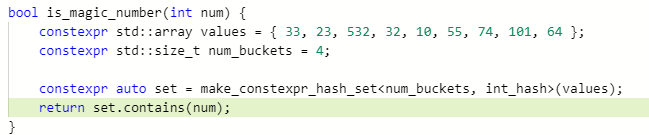 bool is_magic_number(int num) {
    constexpr std::array values = { 33, 23, 532, 32, 10, 55, 74, 101, 64 };
    constexpr std::size_t num_buckets = 4;

    constexpr auto set = make_constexpr_hash_set<num_buckets, int_hash>(values);
    return set.contains(num);
}